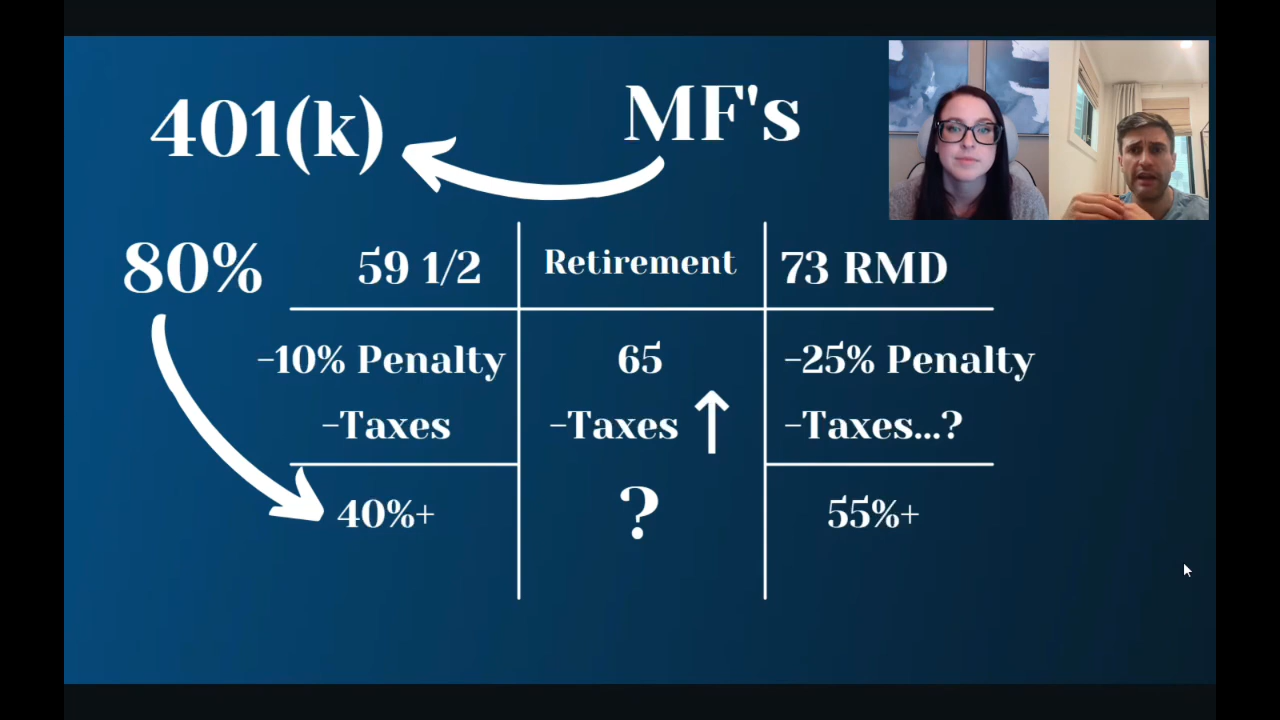 401(k)
MF's
80%
59 1/2
Retirement
73 RMD
-10% Penalty
65
-25% Penalty
-Taxes
-Taxes
-Taxes...?
40%+
?
55%+